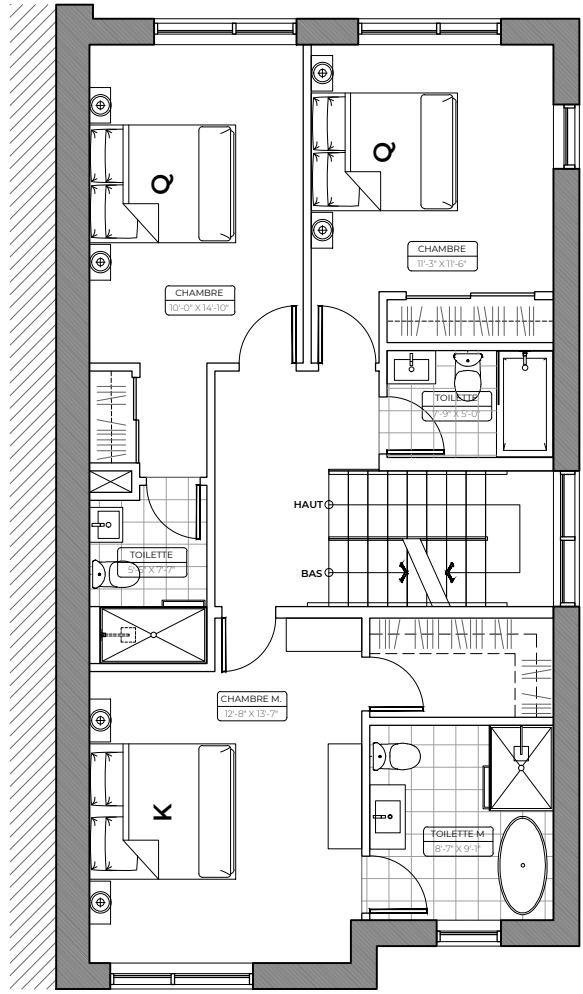 Q
Q
CHAMBRE
11'-3" X 11'-6"
CHAMBRE
10'-0" X 14'-10"
TOILETTE
7'-9" X 5'-0"
HAUT
TOILETTE
5'-5" X 7'-7"
BAS
CHAMBRE M.
12'-8" X 13'-7"
K
TOILETTE M
8'-7" X 9'-1"